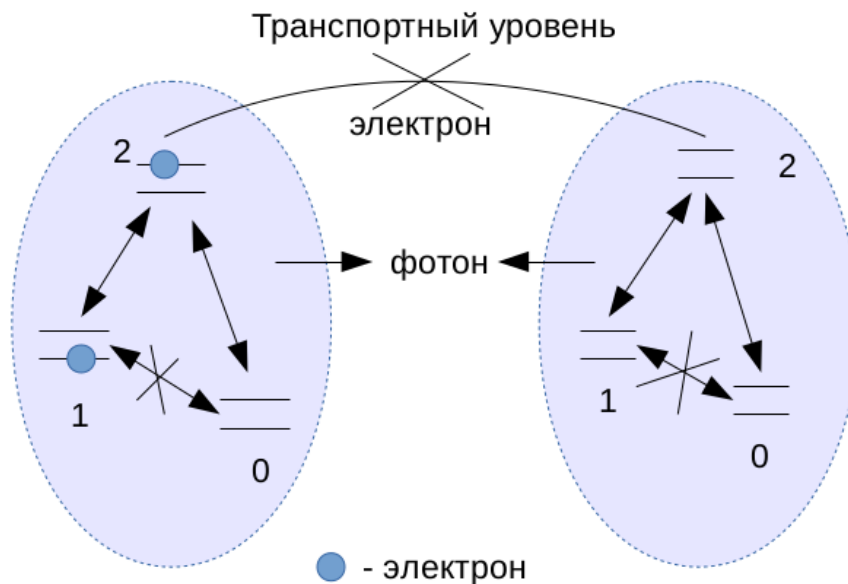 Транспортный уровень
электрон
2
2
фотон
1
1
0
0
- электрон